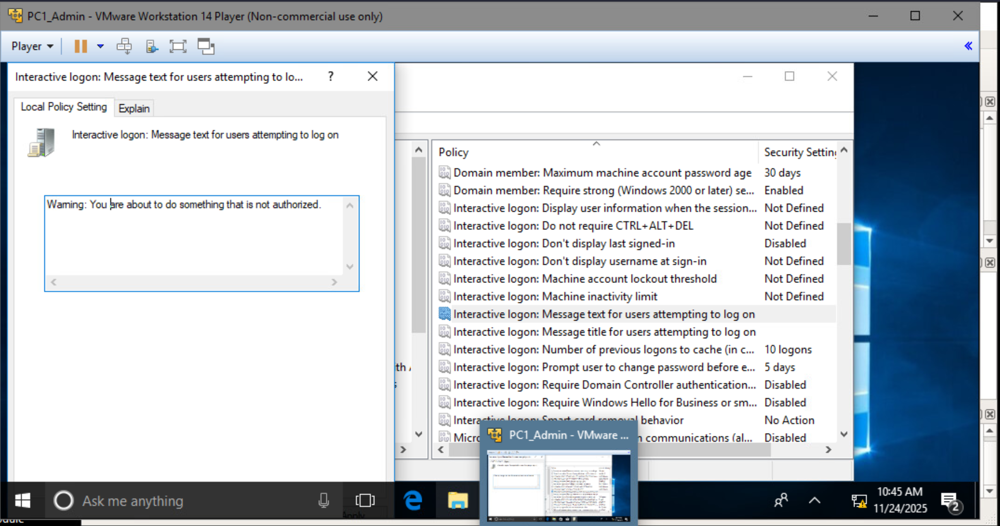 PC1_Admin - VMware Workstation 14 Player (Non-commercial use only)
Player
Interactive logon: Message text for users attempting to lo...
?
Local Policy Setting
Explain
Interactive logon: Message text for users attempting to log on
Warning: You are about to do something that is not authorized.
Policy
Security Setting
Domain member: Maximum machine account password age 30 days
Domain member: Require strong (Windows 2000 or later) se... Enabled
Interactive logon: Display user information when the session... Not Defined
Interactive logon: Do not require CTRL+ALT+DEL Not Defined
Interactive logon: Don't display last signed-in Disabled
Interactive logon: Don't display username at sign-in Not Defined
Interactive logon: Machine account lockout threshold Not Defined
Interactive logon: Machine inactivity limit Not Defined
Interactive logon: Message text for users attempting to log on
Interactive logon: Message title for users attempting to log on
Interactive logon: Number of previous logons to cache (in c... 10 logons
Interactive logon: Prompt user to change password before e... 5 days
Interactive logon: Require Domain Controller authentication... Disabled
Interactive logon: Require Windows Hello for Business or sm... Disabled
Interactive logon: Smart card removal behavior No Action
Micro n communications (al... Disabled
PC1_Admin - VMware ...
Ask me anything
Apply
10:45 AM
11/24/2025
2